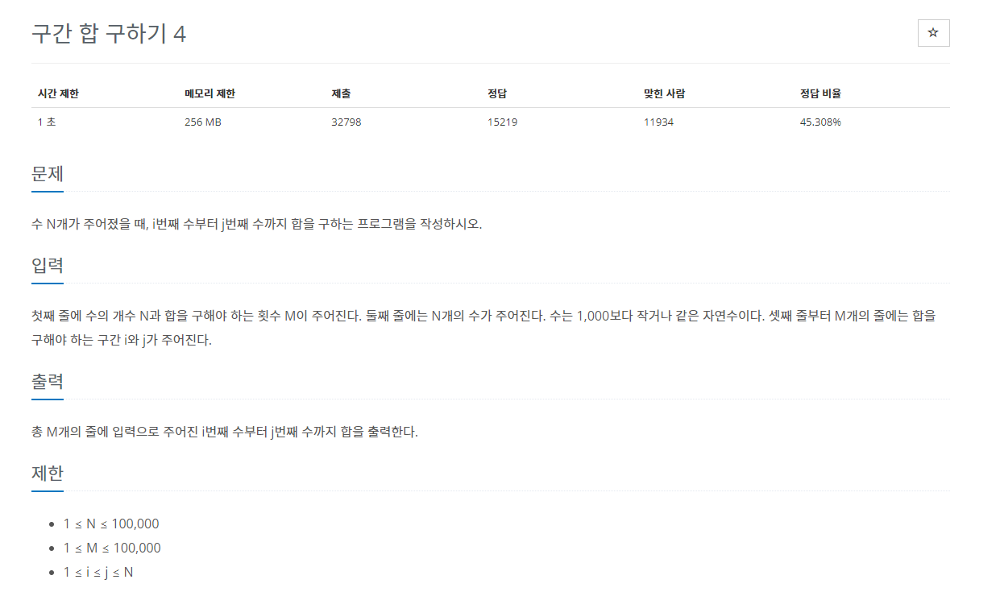 구간 합 구하기 4
☆
시간 제한 메모리 제한 제출 정답 맞힌 사람 정답 비율
1 초 256 MB 32798 15219 11934 45.308%
문제
수 N개가 주어졌을 때, i번째 수부터 j번째 수까지 합을 구하는 프로그램을 작성하시오.
입력
첫째 줄에 수의 개수 N과 합을 구해야 하는 횟수 M이 주어진다. 둘째 줄에는 N개의 수가 주어진다. 수는 1,000보다 작거나 같은 자연수이다. 셋째 줄부터 M개의 줄에는 합을
구해야 하는 구간 i와 j가 주어진다.
출력
총 M개의 줄에 입력으로 주어진 i번째 수부터 j번째 수까지 합을 출력한다.
제한
• 1 ≤ N ≤ 100,000
• 1 ≤ M ≤ 100,000
• 1 ≤ i ≤ j ≤ N